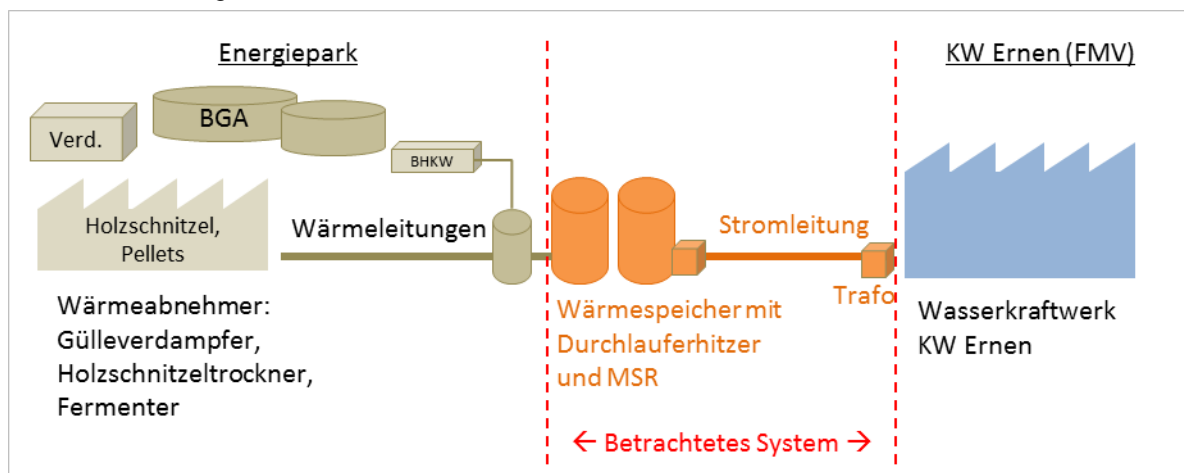 Energiepark
KW Ernen (FMV)
BGA
Verd.
BHKW
Holzschnitzel,
Pellets
Wärmeleitungen
Stromleitung
Trafo
Wärmeabnehmer:
Gülleverdampfer,
Holzschnitzeltrockner,
Fermenter
Wärmespeicher mit
Durchlauferhitzer
und MSR
Wasserkraftwerk
KW Ernen
← Betrachtetes System →